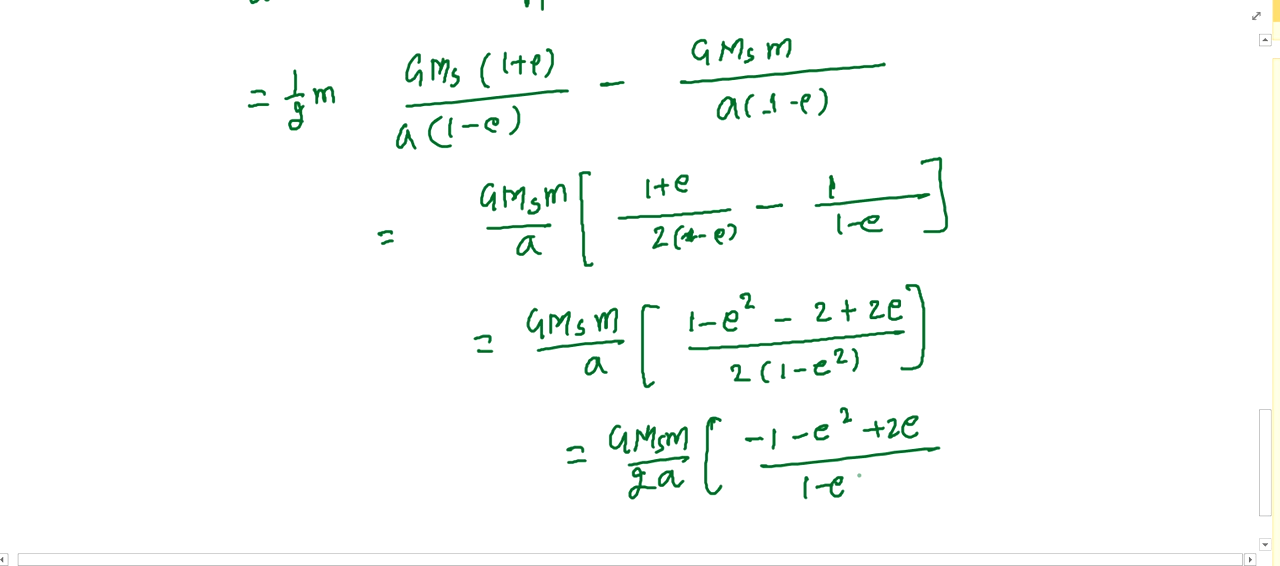 = 1/2 m GMs (1+e) / a(1-e) - GMs m / a(1-e)
= GMs m / a [ 1+e / 2(1-e) - 1 / 1-e ]
= GMs m / a [ 1-e² - 2+2e / 2(1-e²) ]
= GMsm / 2a [ -1-e²+2e / 1-e